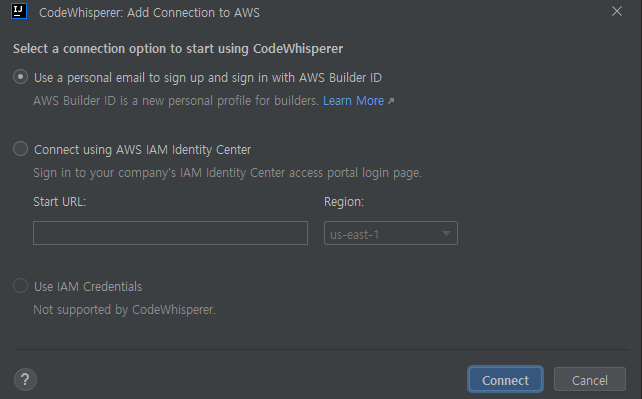 IJ CodeWhisperer: Add Connection to AWS
Select a connection option to start using CodeWhisperer
Use a personal email to sign up and sign in with AWS Builder ID
AWS Builder ID is a new personal profile for builders. Learn More ↗
Connect using AWS IAM Identity Center
Sign in to your company's IAM Identity Center access portal login page.
Start URL: Region:
us-east-1
Use IAM Credentials
Not supported by CodeWhisperer.
? Connect Cancel